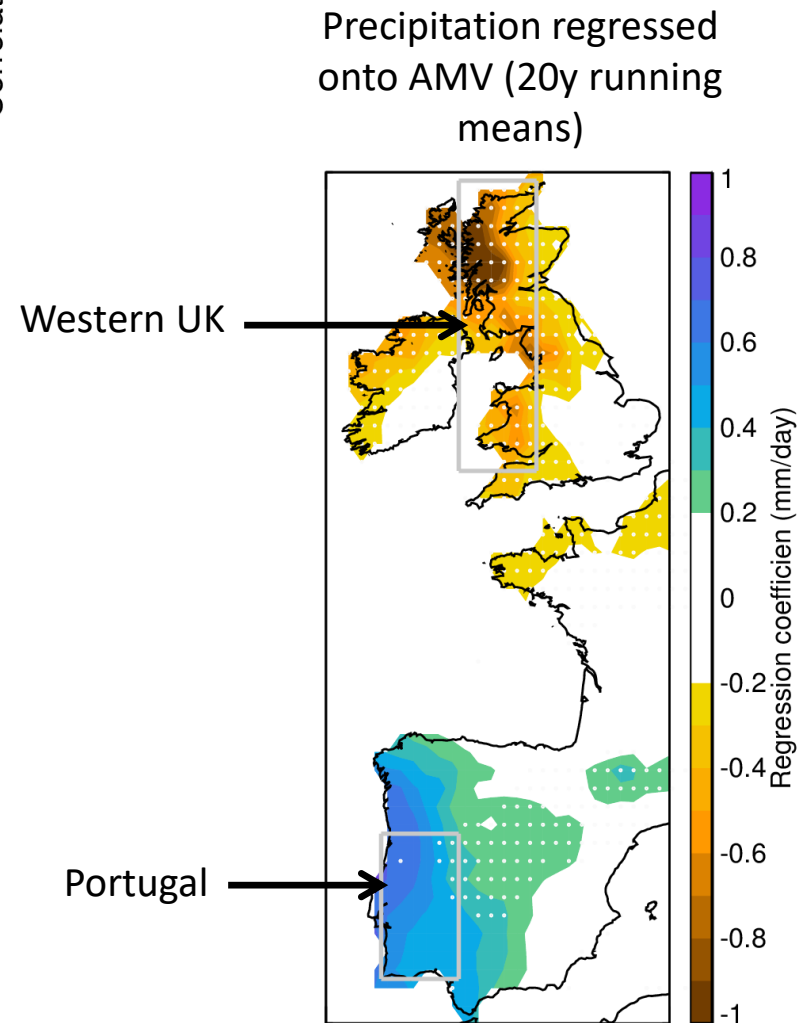 Precipitation regressed
onto AMV (20y running
means)
Western UK
Portugal
1
0.8
0.6
0.4
0.2
0
-0.2
-0.4
-0.6
-0.8
-1
Regression coefficien (mm/day)